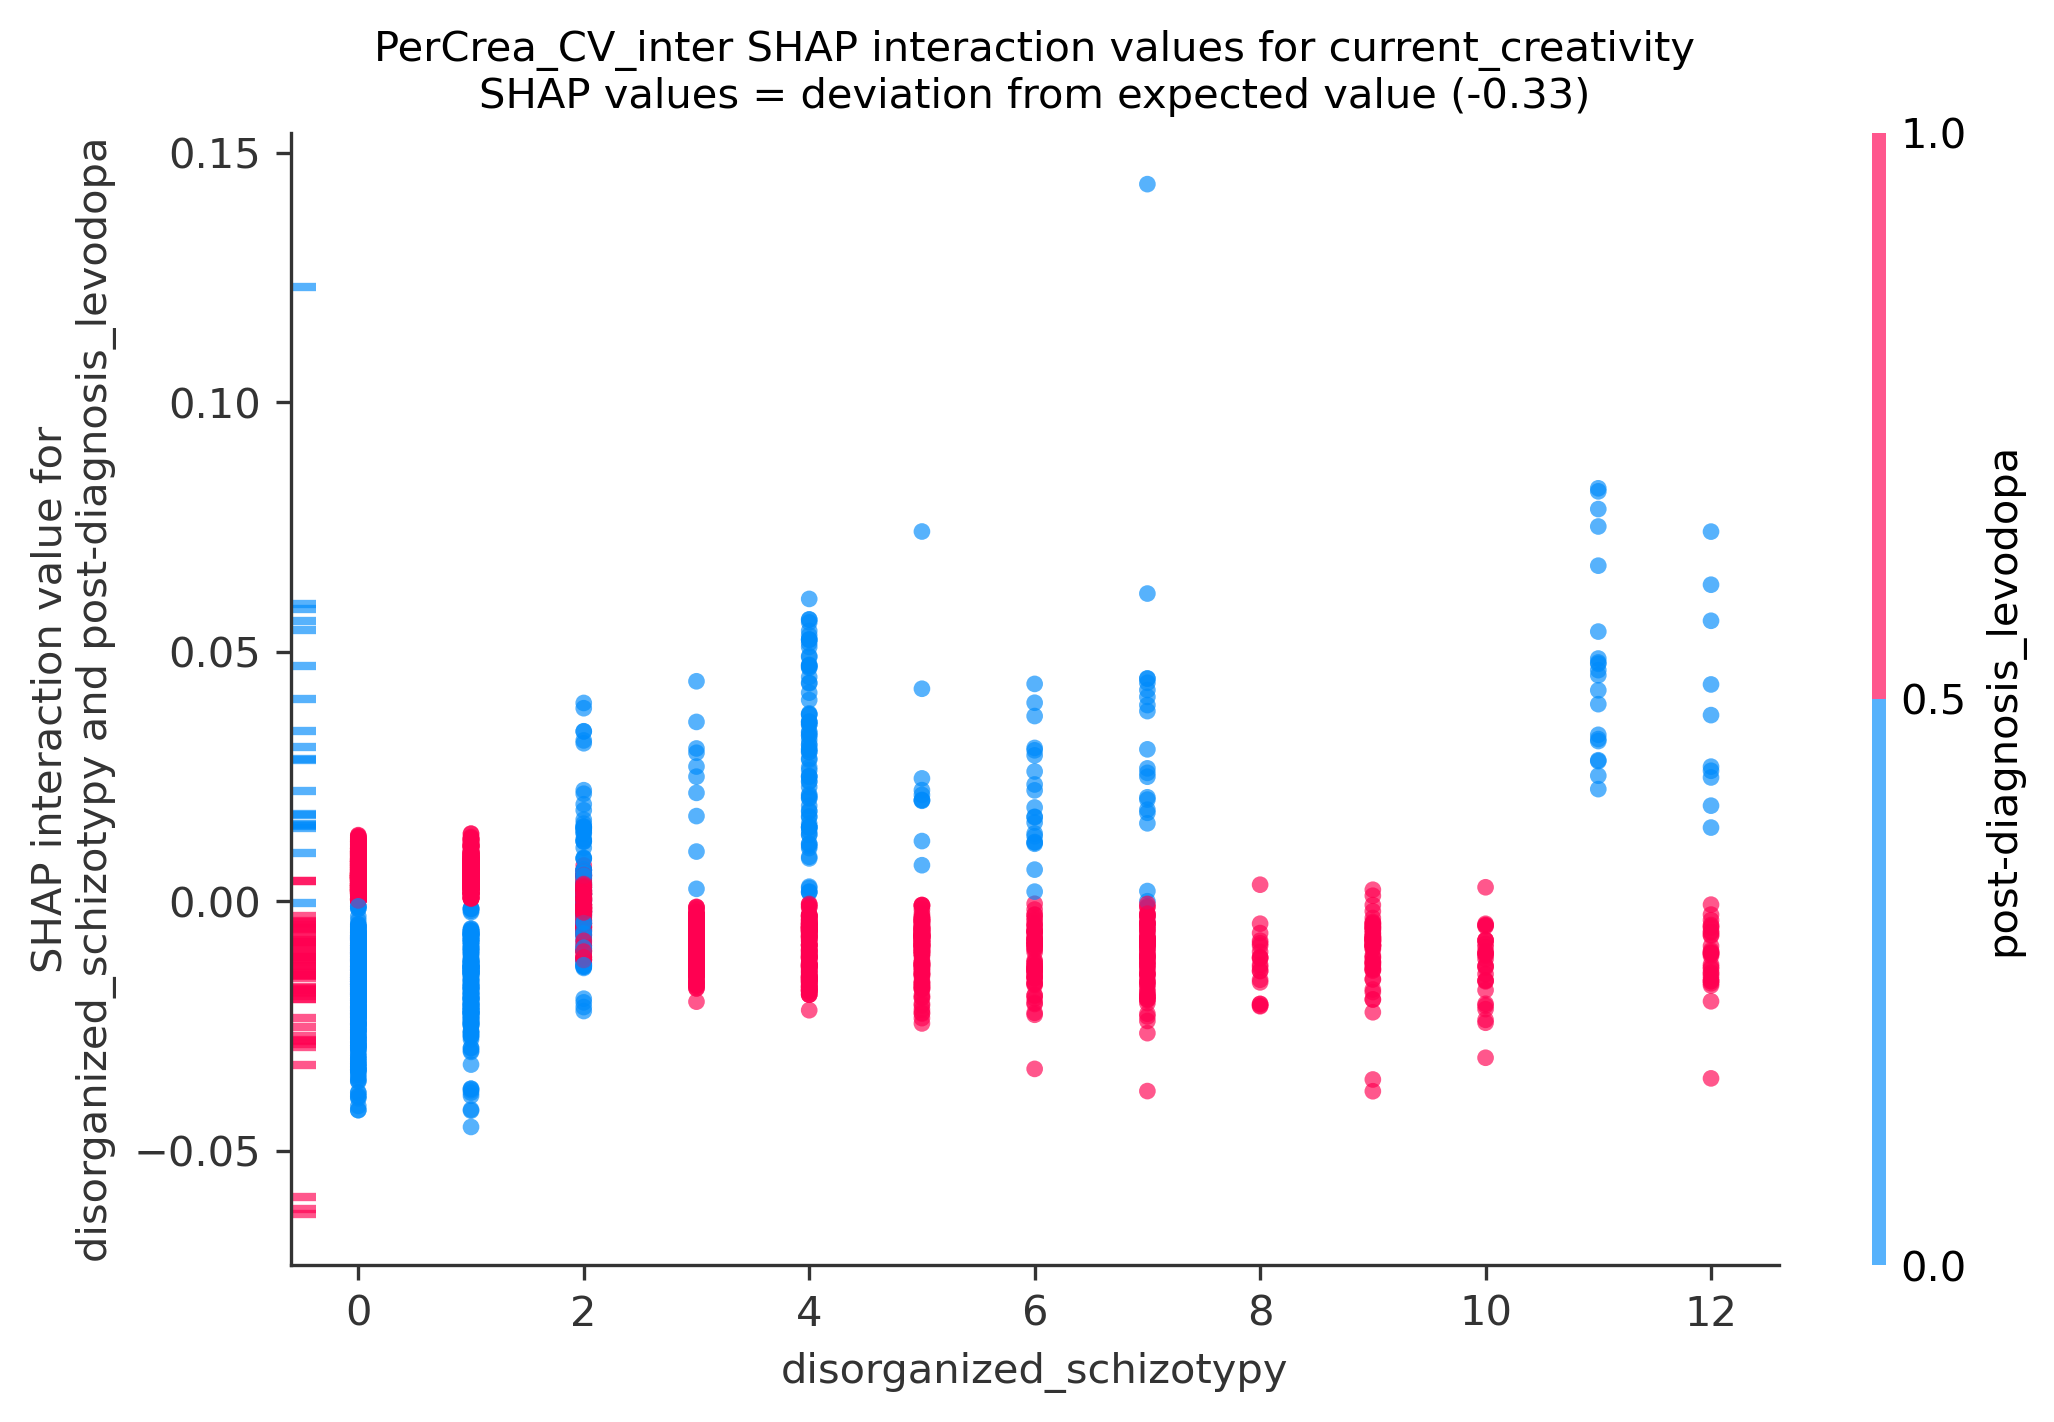 PerCrea_CV_inter SHAP interaction values for current_creativity
SHAP values = deviation from expected value (-0.33)
SHAP interaction value for
disorganized_schizotypy and post-diagnosis_levodopa
0.15
0.10
0.05
0.00
−0.05
0
2
4
6
8
10
12
disorganized_schizotypy
1.0
0.5
0.0
post-diagnosis_levodopa